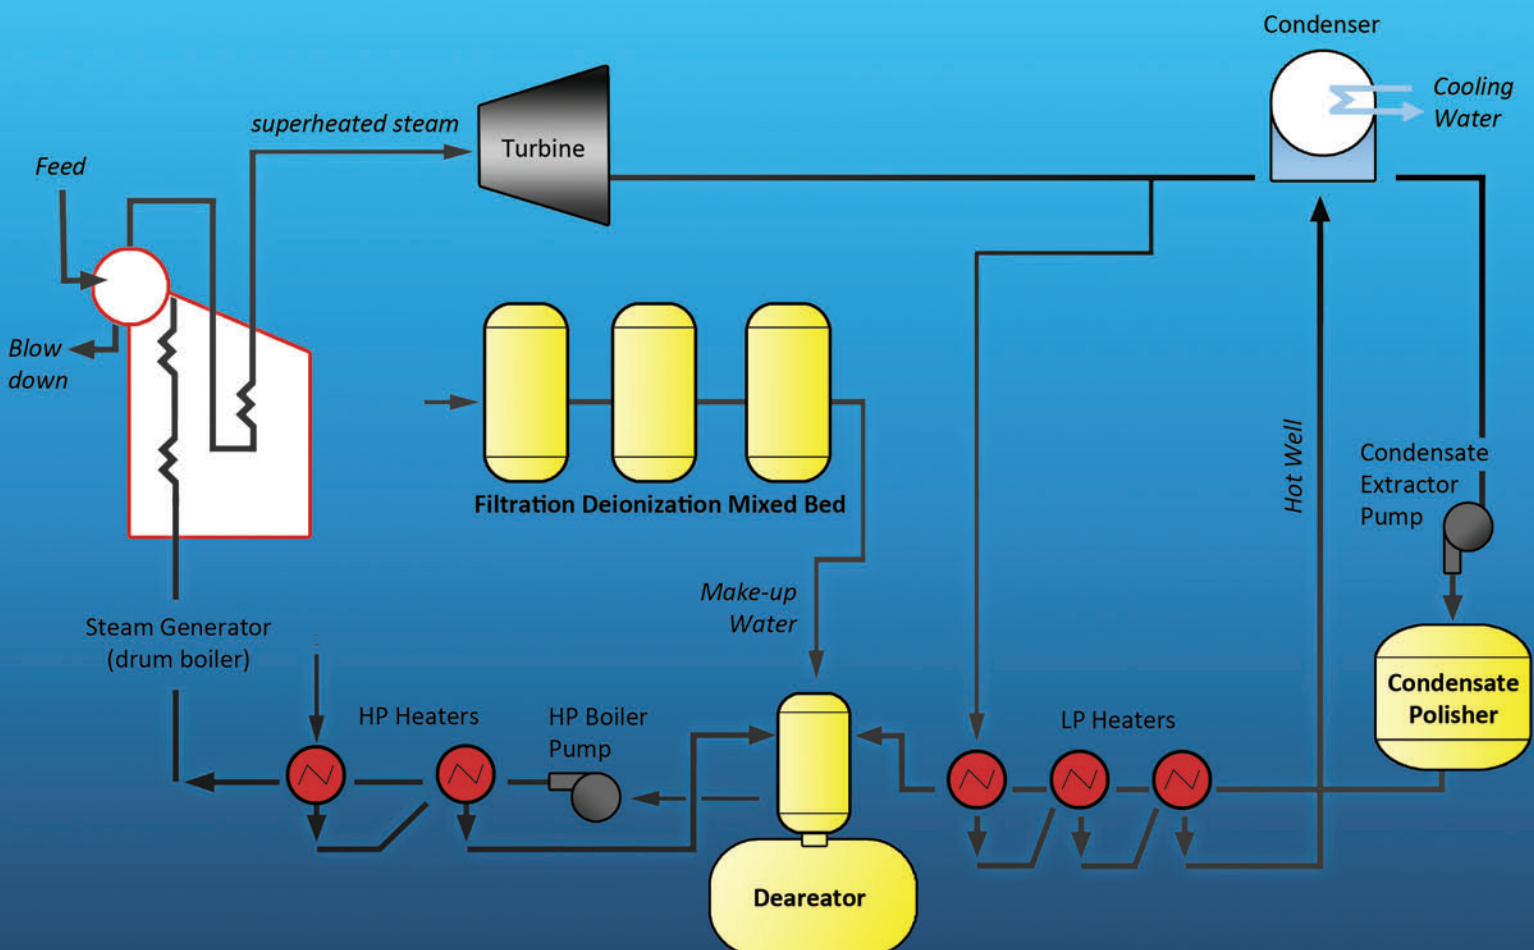 Condenser
Cooling
Water
superheated steam
Turbine
Feed
Blow
down
Filtration Deionization Mixed Bed
Hot Well
Condensate
Extractor
Pump
Make-up
Water
Steam Generator
(drum boiler)
Condensate
Polisher
HP Heaters
HP Boiler
Pump
LP Heaters
Deareator